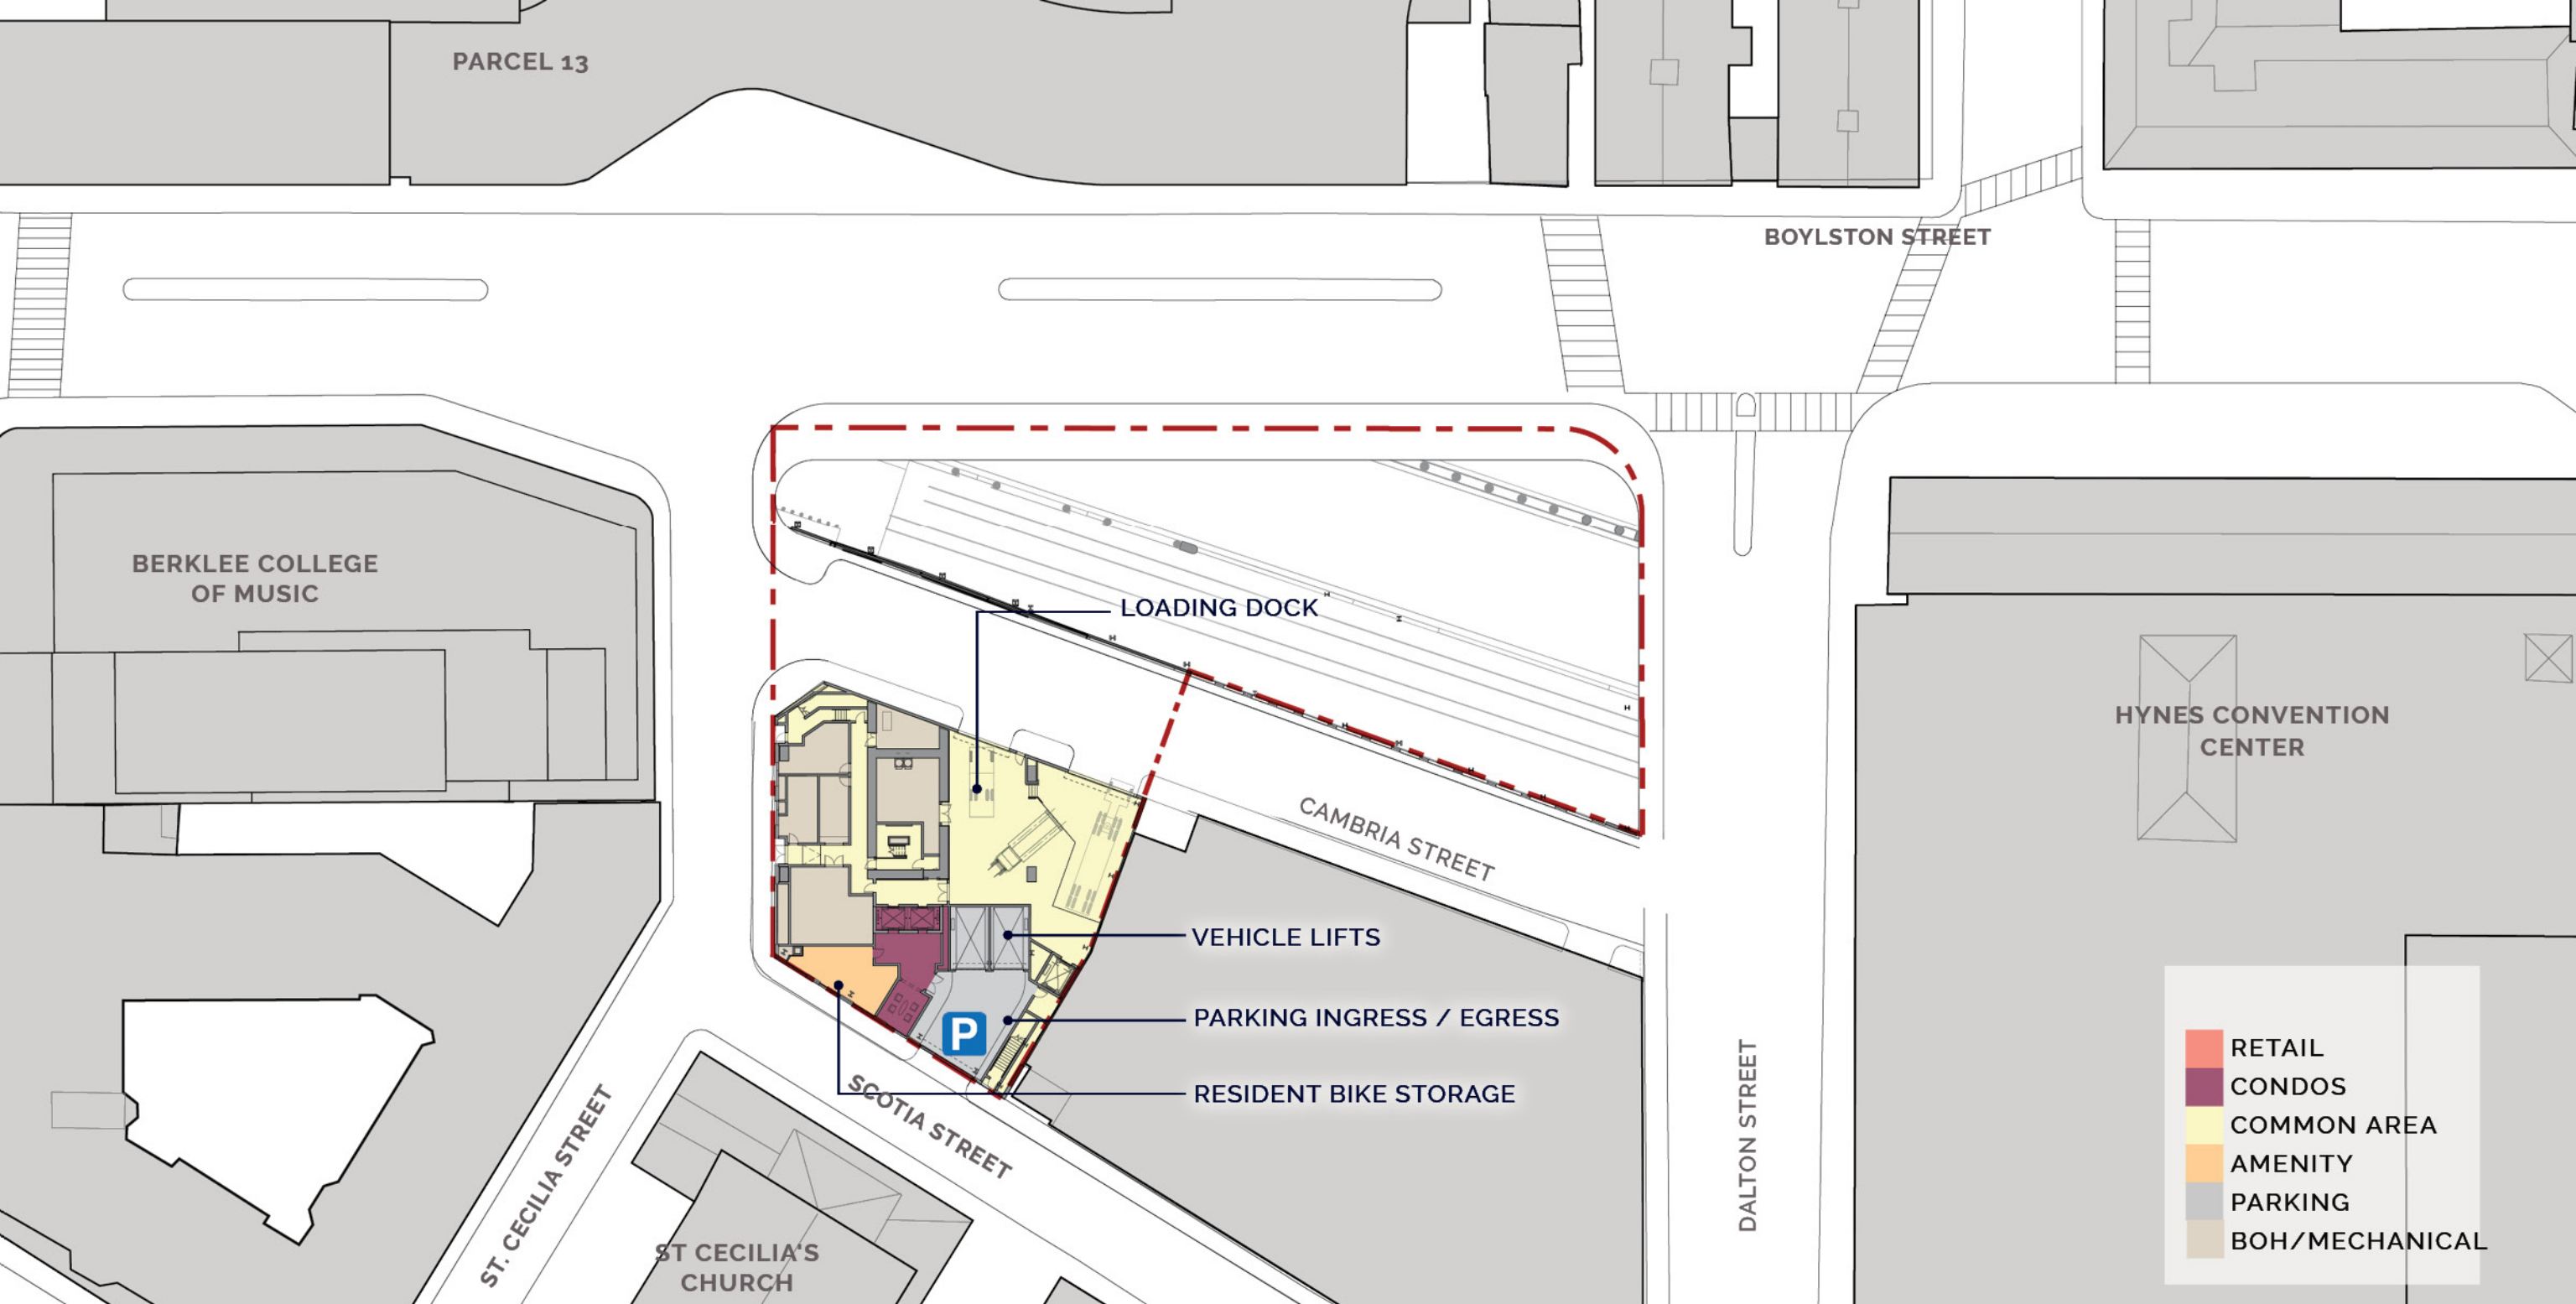 PARCEL 13
BOYLSTON STREET
BERKLEE COLLEGE
OF MUSIC
LOADING DOCK
HYNES CONVENTION
CENTER
CAMBRIA STREET
VEHICLE LIFTS
PARKING INGRESS / EGRESS
P
RESIDENT BIKE STORAGE
SCOTIA STREET
ST. CECILIA STREET
DALTON STREET
ST CECILIA'S
CHURCH
RETAIL
CONDOS
COMMON AREA
AMENITY
PARKING
BOH/MECHANICAL